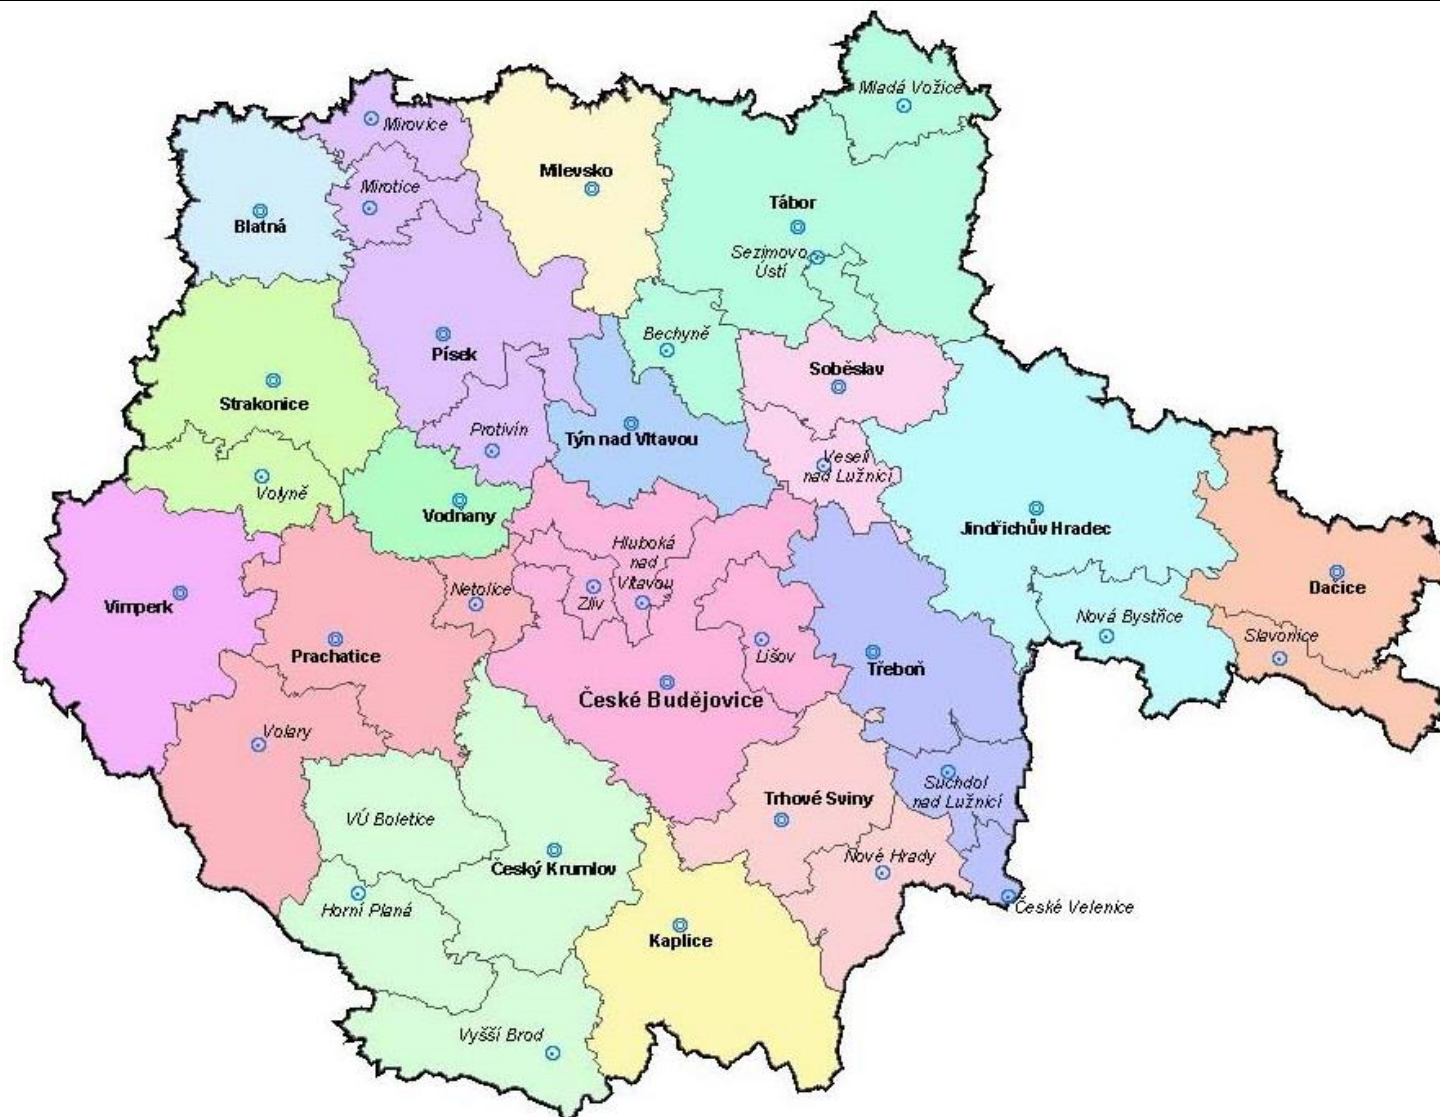 Mladá Vožice
Mirovice
Milevsko
Mirotice
Tábor
Blatná
Sezimovo
Ústí
Bechyně
Písek
Soběslav
Strakonice
Protivín
Týn nad Vltavou
Veselí
nad Lužnicí
Volyně
Vodňany
Jindřichův Hradec
Hluboká
nad
Vltavou
Dačice
Netolice
Zliv
Vimperk
Nová Bystřice
Slavonice
Prachatice
Lišov
Třeboň
České Budějovice
Volary
Suchdol
nad Lužnicí
Trhové Sviny
VÚ Boletice
Nové Hrady
Český Krumlov
Horní Planá
České Velenice
Kaplice
Vyšší Brod